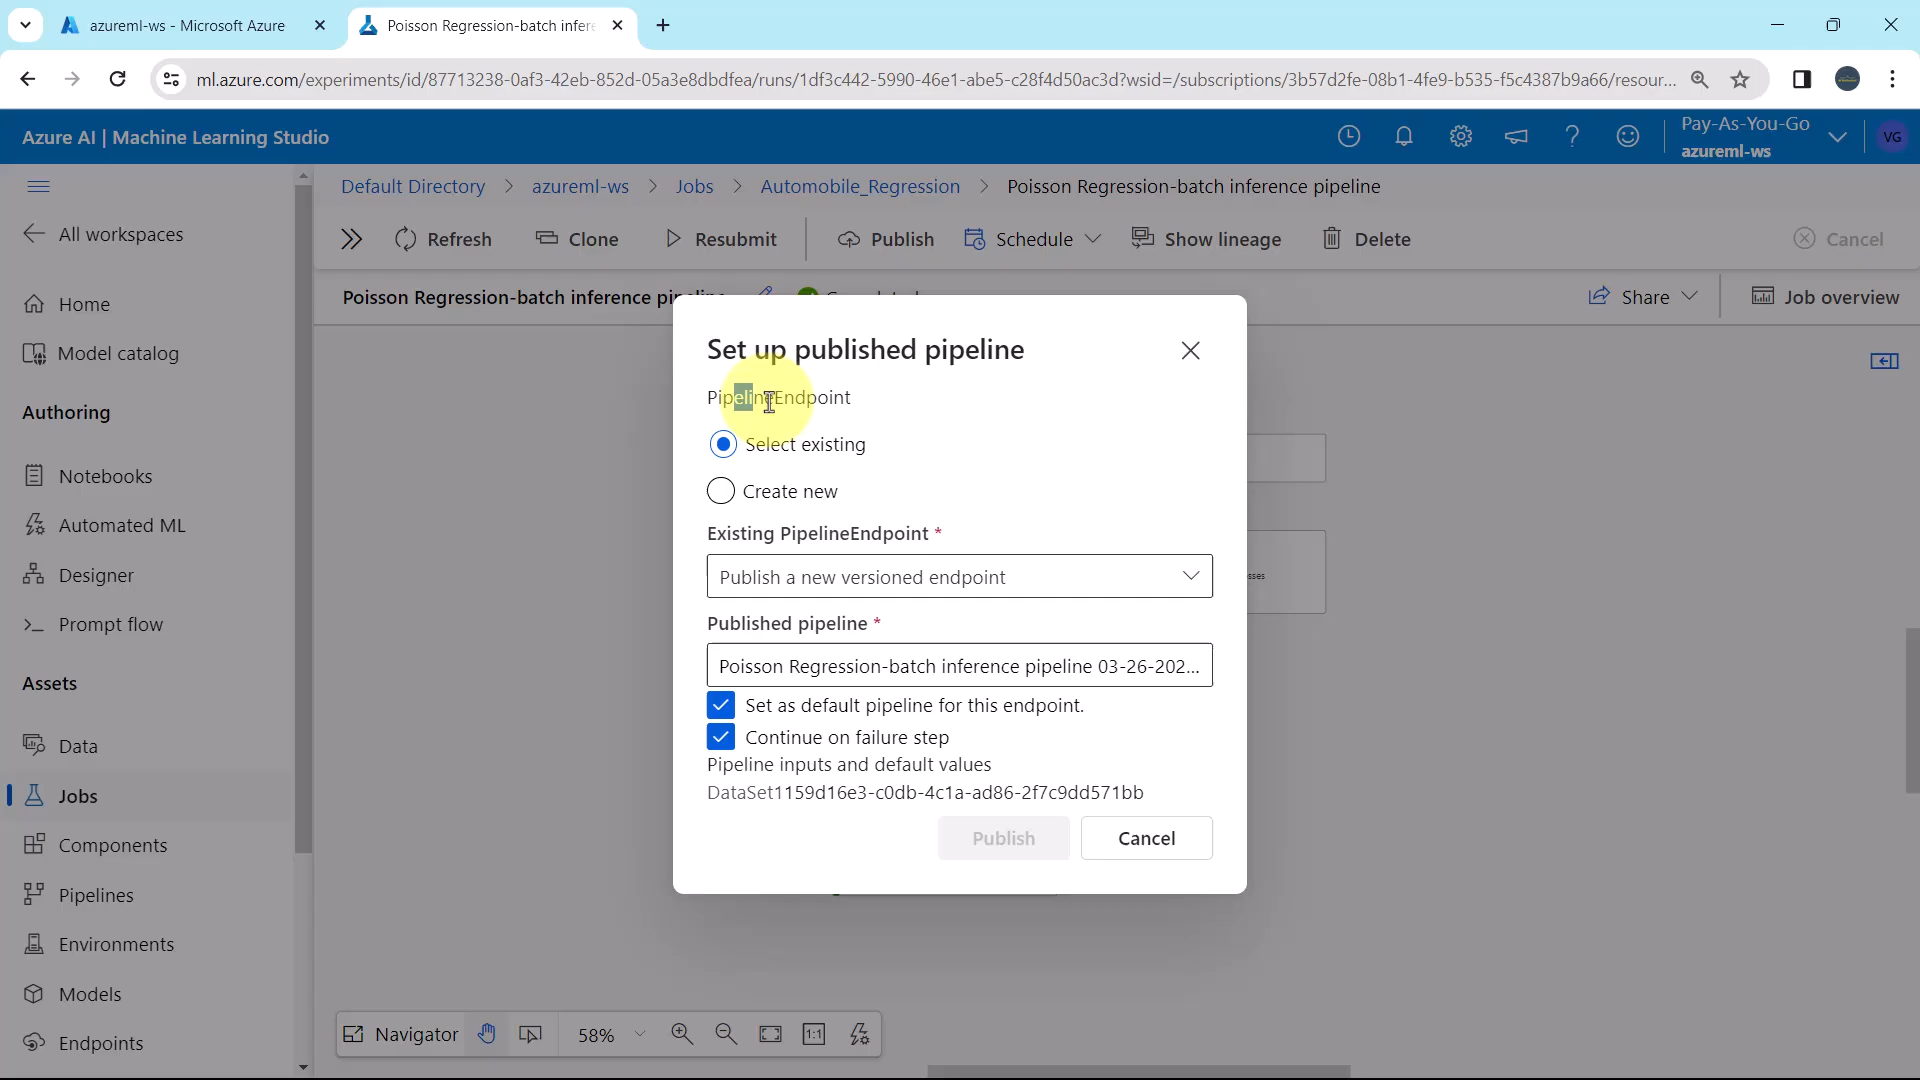 azureml-ws - Microsoft Azure
Poisson Regression-batch infere
ml.azure.com/experiments/id/87713238-0af3-42eb-852d-05a3e8dbdfea/runs/1df3c442-5990-46e1-abe5-c28f4d50ac3d?wsid=/subscriptions/3b57d2fe-08b1-4fe9-b535-f5c4387b9a66/resour...
Azure AI | Machine Learning Studio
Pay-As-You-Go
azureml-ws
VG
All workspaces
Home
Model catalog
Authoring
Notebooks
Automated ML
Designer
Prompt flow
Assets
Data
Jobs
Components
Pipelines
Environments
Models
Endpoints
Default Directory > azureml-ws > Jobs > Automobile_Regression > Poisson Regression-batch inference pipeline
Refresh Clone Resubmit Publish Schedule Show lineage Delete Cancel
Poisson Regression-batch inference
Share Job overview
Set up published pipeline
PipelineEndpoint
Select existing
Create new
Existing PipelineEndpoint *
Publish a new versioned endpoint
Published pipeline *
Poisson Regression-batch inference pipeline 03-26-202...
Set as default pipeline for this endpoint.
Continue on failure step
Pipeline inputs and default values
DataSet1159d16e3-c0db-4c1a-ad86-2f7c9dd571bb
Publish Cancel
Navigator 58% 1:1